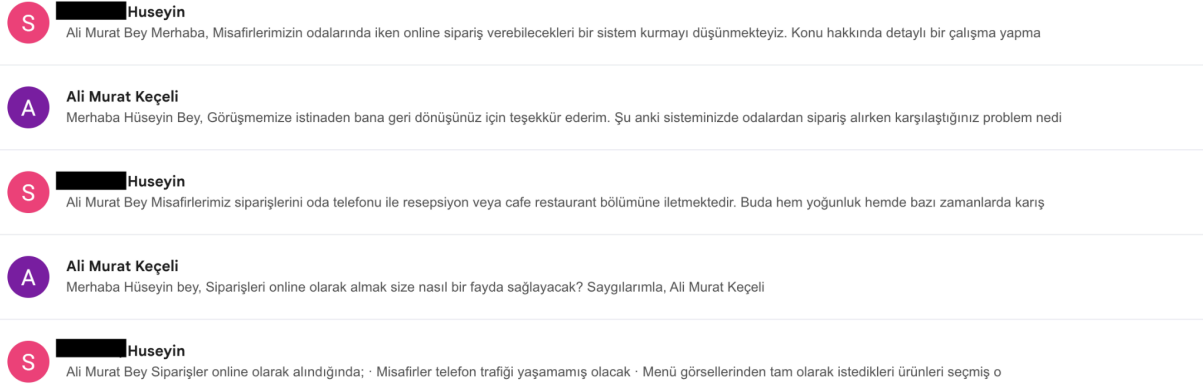 S
Huseyin
Ali Murat Bey Merhaba, Misafirlerimizin odalarında iken online sipariş verebilecekleri bir sistem kurmayı düşünmekteyiz. Konu hakkında detaylı bir çalışma yapma
A
Ali Murat Keçeli
Merhaba Hüseyin Bey, Görüşmemize istinaden bana geri dönüşünüz için teşekkür ederim. Şu anki sisteminizde odalardan sipariş alırken karşılaştığınız problem nedi
S
Huseyin
Ali Murat Bey Misafirlerimiz siparişlerini oda telefonu ile resepsiyon veya cafe restaurant bölümüne iletmektedir. Buda hem yoğunluk hemde bazı zamanlarda karış
A
Ali Murat Keçeli
Merhaba Hüseyin bey, Siparişleri online olarak almak size nasıl bir fayda sağlayacak? Saygılarımla, Ali Murat Keçeli
S
Huseyin
Ali Murat Bey Siparişler online olarak alındığında; · Misafirler telefon trafiği yaşamamış olacak · Menü görsellerinden tam olarak istedikleri ürünleri seçmiş o